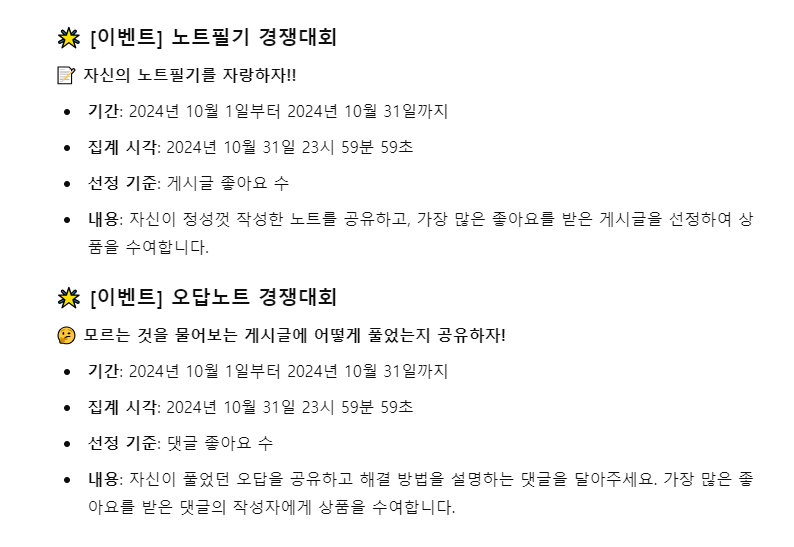 🌟 [이벤트] 노트필기 경쟁대회
📝 자신의 노트필기를 자랑하자!!
• 기간: 2024년 10월 1일부터 2024년 10월 31일까지
• 집계 시각: 2024년 10월 31일 23시 59분 59초
• 선정 기준: 게시글 좋아요 수
• 내용: 자신이 정성껏 작성한 노트를 공유하고, 가장 많은 좋아요를 받은 게시글을 선정하여 상
품을 수여합니다.
🌟 [이벤트] 오답노트 경쟁대회
🤔 모르는 것을 물어보는 게시글에 어떻게 풀었는지 공유하자!
• 기간: 2024년 10월 1일부터 2024년 10월 31일까지
• 집계 시각: 2024년 10월 31일 23시 59분 59초
• 선정 기준: 댓글 좋아요 수
• 내용: 자신이 풀었던 오답을 공유하고 해결 방법을 설명하는 댓글을 달아주세요. 가장 많은 좋
아요를 받은 댓글의 작성자에게 상품을 수여합니다.